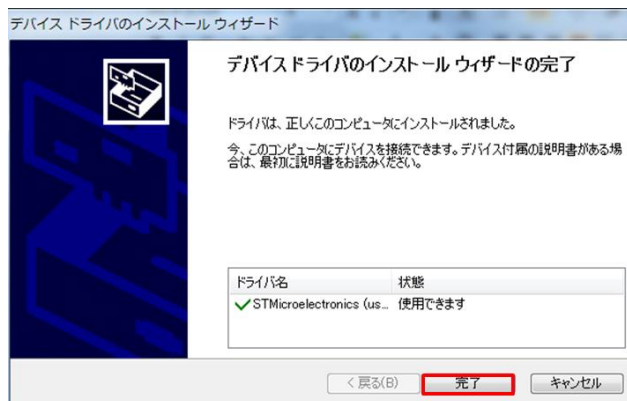 デバイス ドライバのインストール ウィザード
デバイス ドライバのインストール ウィザードの完了
ドライバは、正しくこのコンピュータにインストールされました。
今、このコンピュータにデバイスを接続できます。デバイス付属の説明書がある場
合は、最初に説明書をお読みください。
ドライバ名 状態
STMicroelectronics (us... 使用できます
< 戻る(B) 完了 キャンセル